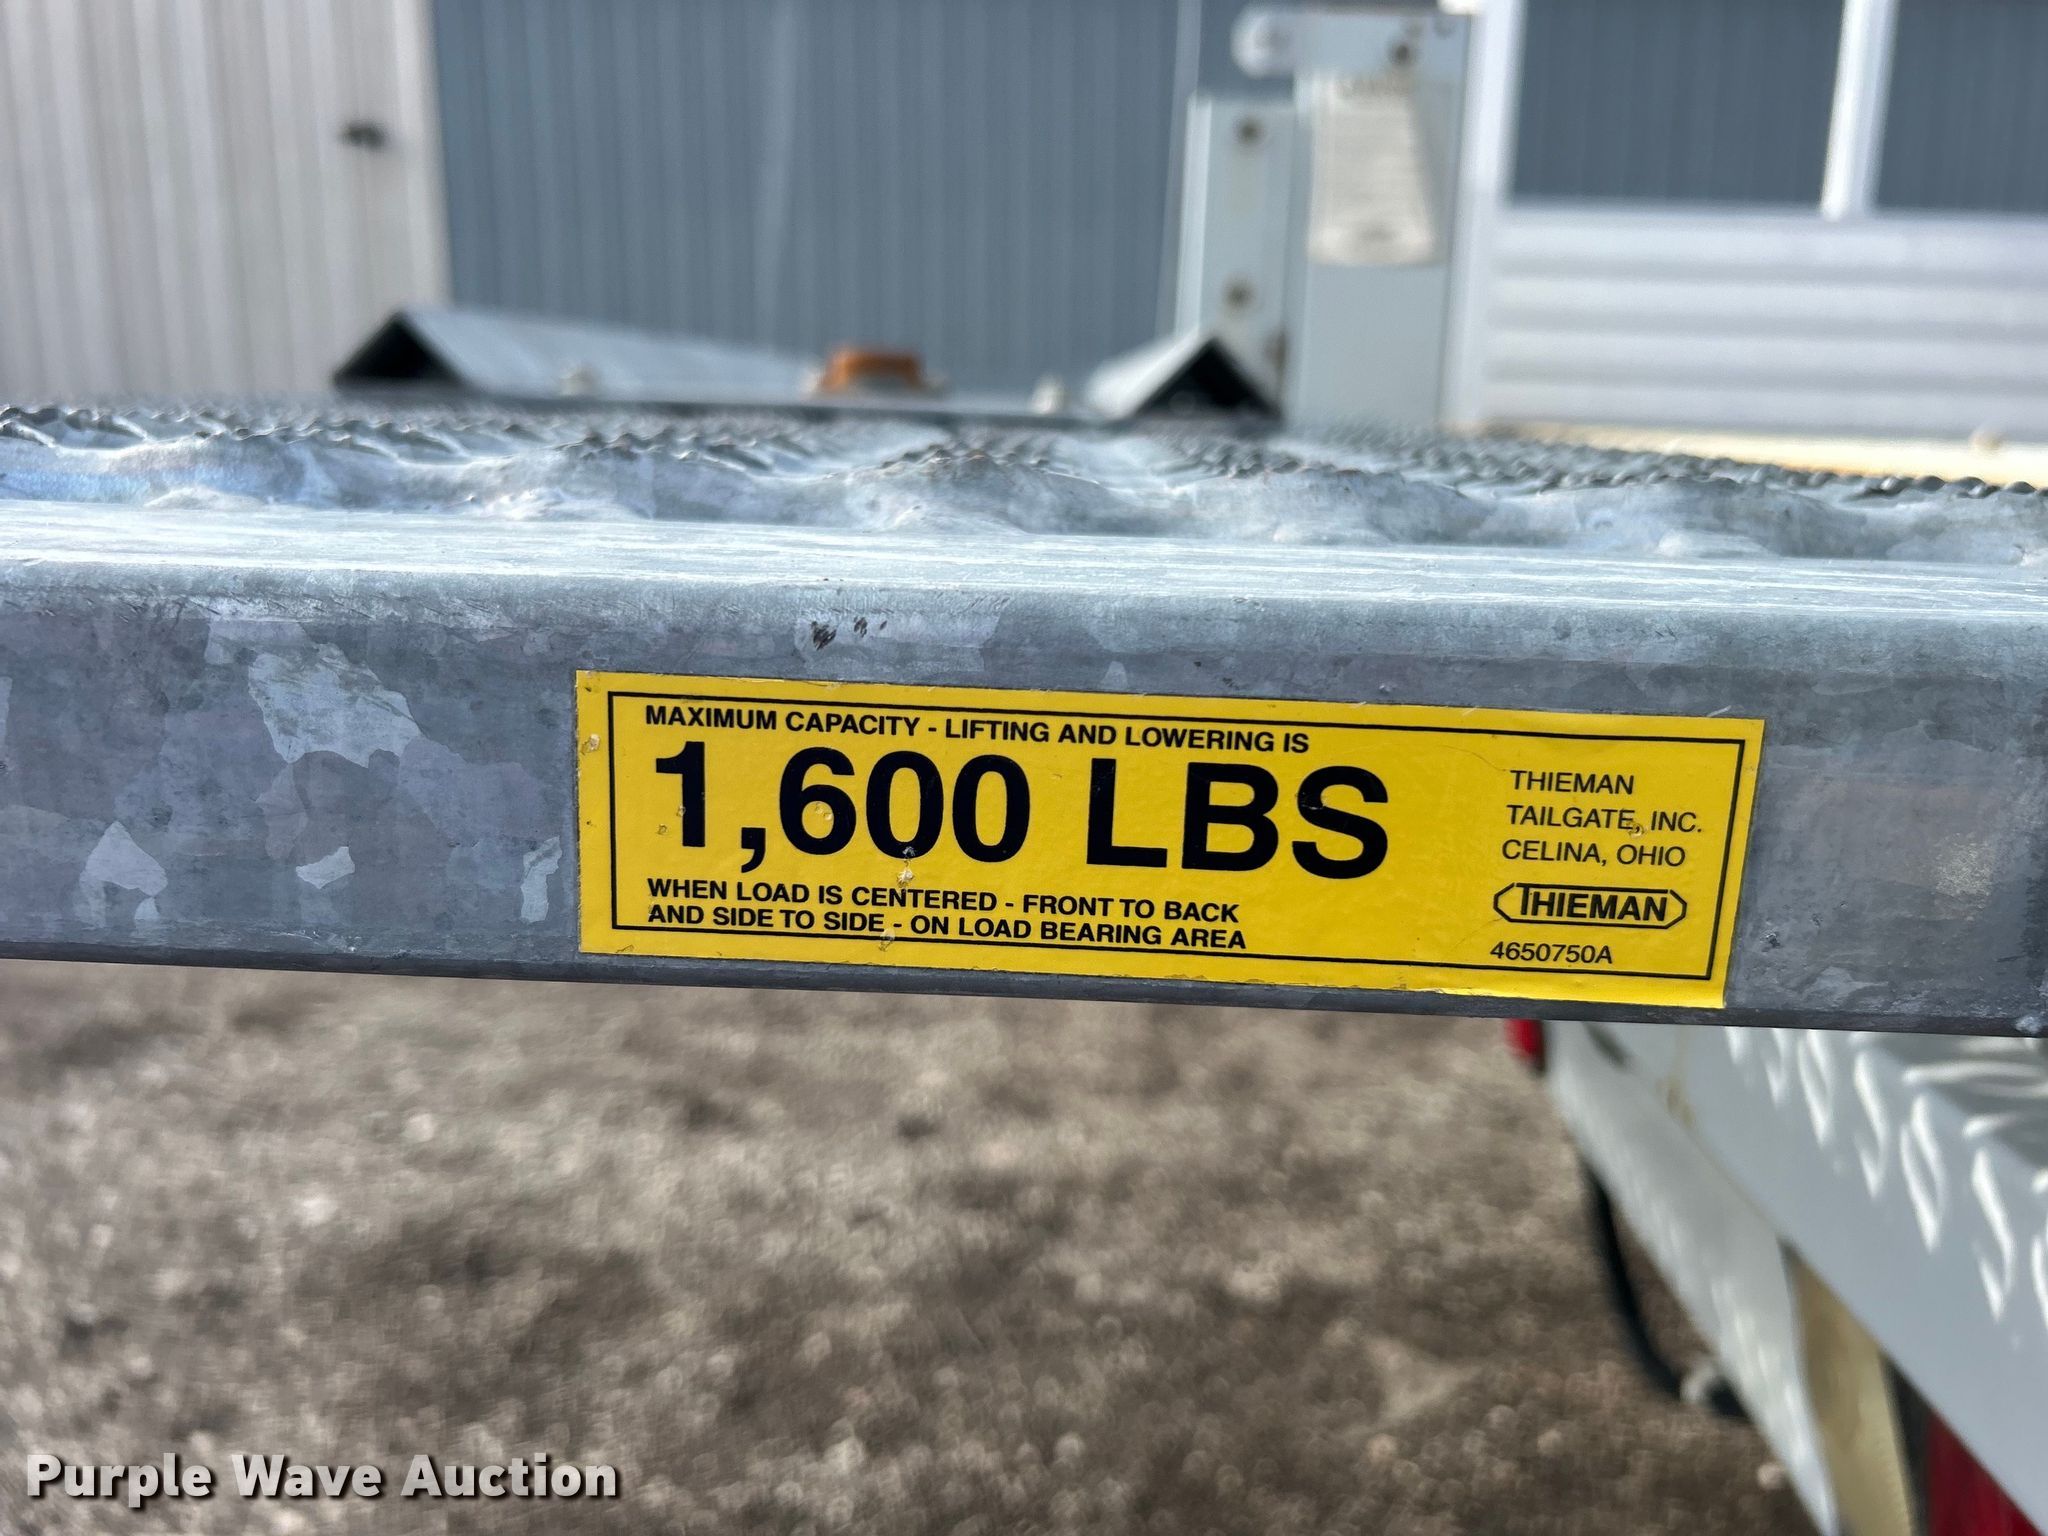 MAXIMUM CAPACITY - LIFTING AND LOWERING IS
1,600 LBS
WHEN LOAD IS CENTERED - FRONT TO BACK
AND SIDE TO SIDE - ON LOAD BEARING AREA
THIEMAN
TAILGATE, INC.
CELINA, OHIO
THIEMAN
4650750A
Purple Wave Auction